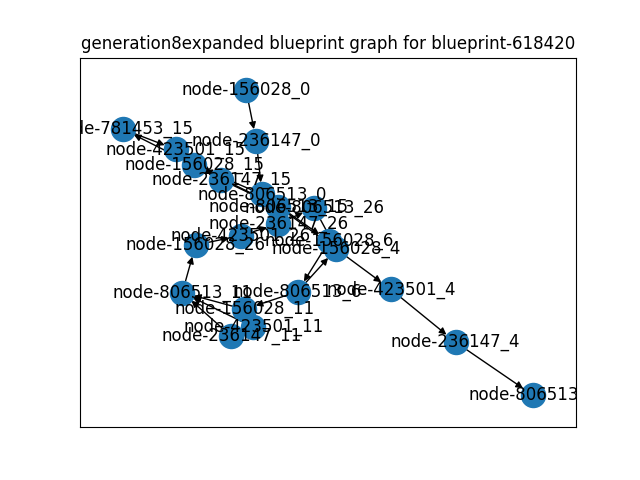 generation8expanded blueprint graph for blueprint-618420
node-156028_0
node-236147_0
le-781453_15
node-423501_15
node-156028_15
node-236147_15
node-806513_0
node-806513_15
node-806513_26
node-236147_26
node-423501_26
node-156028_6
node-156028_26
node-156028_4
node-806513_11
node-806513_6
node-423501_4
node-156028_11
node-423501_11
node-236147_11
node-236147_4
node-806513